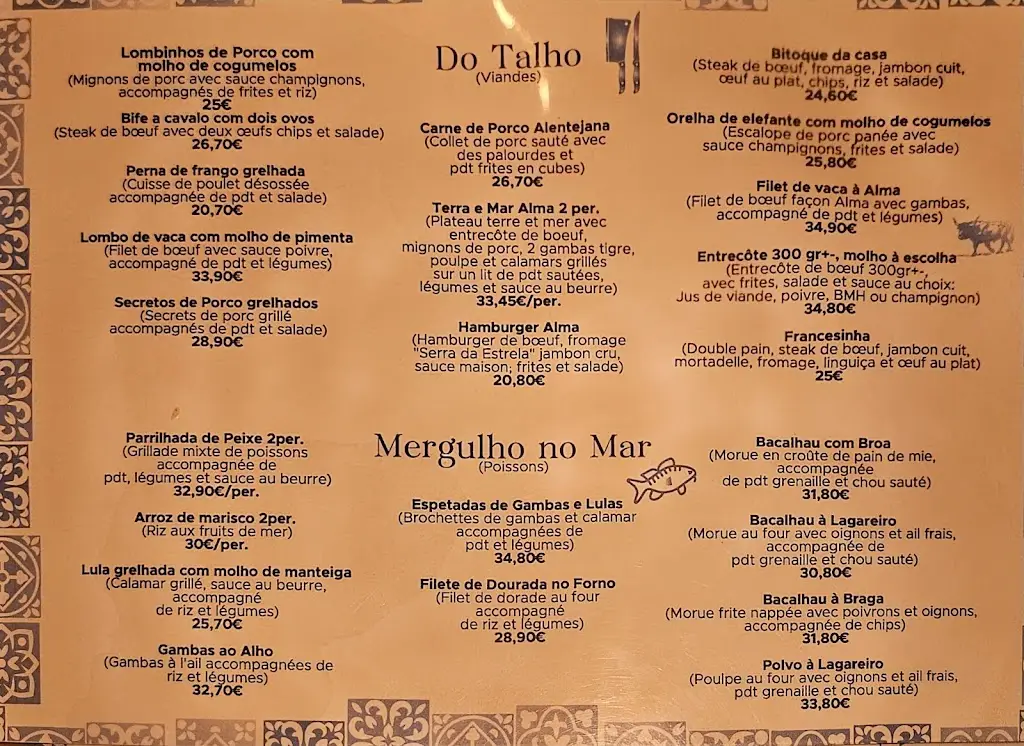 Lombinhos de Porco com
molho de cogumelos
(Mignons de porc avec sauce champignons,
accompagnés de frites et riz)
25€
Bife a cavalo com dois ovos
(Steak de bœuf avec deux œufs chips et salade)
26,70€
Perna de frango grelhada
(Cuisse de poulet désossée
accompagnée de pdt et salade)
20,70€
Lombo de vaca com molho de pimenta
(Filet de bœuf avec sauce poivre,
accompagné de pdt et légumes)
33,90€
Secretos de Porco grelhados
(Secrets de porc grillé
accompagnés de pdt et salade)
28,90€
Do Talho
(Viandes)
Carne de Porco Alentejana
(Collet de porc sauté avec
des palourdes et
pdt frites en cubes)
26,70€
Terra e Mar Alma 2 per.
(Plateau terre et mer avec
entrecôte de boeuf,
mignons de porc, 2 gambas tigre,
poulpe et calamars grillés
sur un lit de pdt sautées,
légumes et sauce au beurre)
33,45€/per.
Hamburger Alma
(Hamburger de bœuf, fromage
"Serra da Estrela" jambon cru,
sauce maison; frites et salade)
20,80€
Bitoque da casa
(Steak de bœuf, fromage, jambon cuit,
œuf au plat, chips, riz et salade)
24,60€
Orelha de elefante com molho de cogumelos
(Escalope de porc panée avec
sauce champignons, frites et salade)
25,80€
Filet de vaca à Alma
(Filet de bœuf façon Alma avec gambas,
accompagné de pdt et légumes)
34,90€
Entrecôte 300 gr+-, molho à escolha
(Entrecôte de bœuf 300gr+-,
avec frites, salade et sauce au choix:
Jus de viande, poivre, BMH ou champignon)
34,80€
Francesinha
(Double pain, steak de bœuf, jambon cuit,
mortadelle, fromage, linguiça et œuf au plat)
25€
Parrilhada de Peixe 2per.
(Grillade mixte de poissons
accompagnée de
pdt, légumes et sauce au beurre)
32,90€/per.
Arroz de marisco 2per.
(Riz aux fruits de mer)
30€/per.
Lula grelhada com molho de manteiga
(Calamar grillé, sauce au beurre,
accompagné
de riz et légumes)
25,70€
Gambas ao Alho
(Gambas à l'ail accompagnées de
riz et légumes)
32,70€
Mergulho no Mar
(Poissons)
Espetadas de Gambas e Lulas
(Brochettes de gambas et calamar
accompagnées de
pdt et légumes)
34,80€
Filete de Dourada no Forno
(Filet de dorade au four
accompagné
de riz et légumes)
28,90€
Bacalhau com Broa
(Morue en croûte de pain de mie,
accompagnée
de pdt grenaille et chou sauté)
31,80€
Bacalhau à Lagareiro
(Morue au four avec oignons et ail frais,
accompagnée de
pdt grenaille et chou sauté)
30,80€
Bacalhau à Braga
(Morue frite nappée avec poivrons et oignons,
accompagnée de chips)
31,80€
Polvo à Lagareiro
(Poulpe au four avec oignons et ail frais,
pdt grenaille et chou sauté)
33,80€